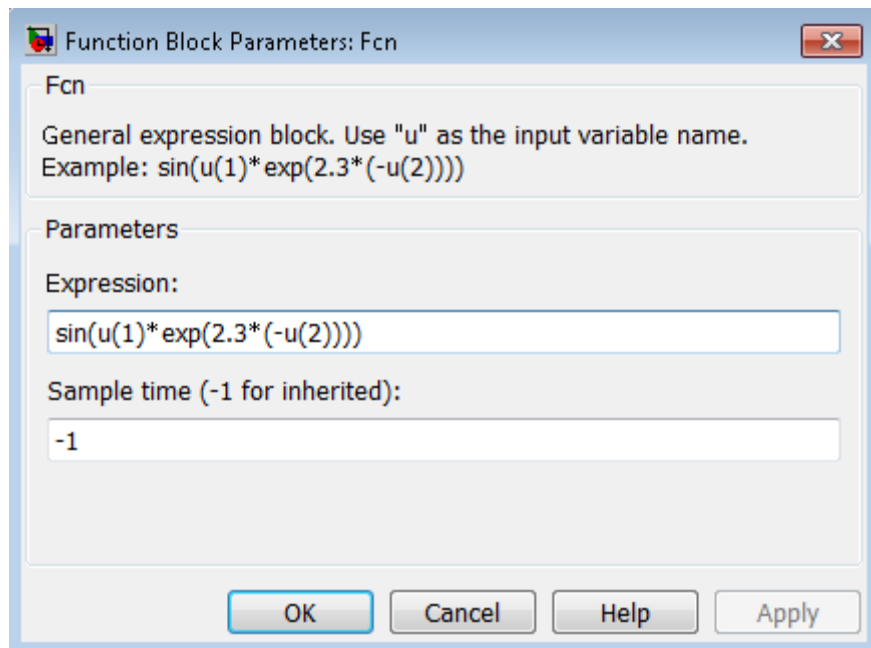 Function Block Parameters: Fcn
Fcn
General expression block. Use "u" as the input variable name.
Example: sin(u(1)*exp(2.3*(-u(2))))
Parameters
Expression:
sin(u(1)*exp(2.3*(-u(2))))
Sample time (-1 for inherited):
-1
OK Cancel Help Apply